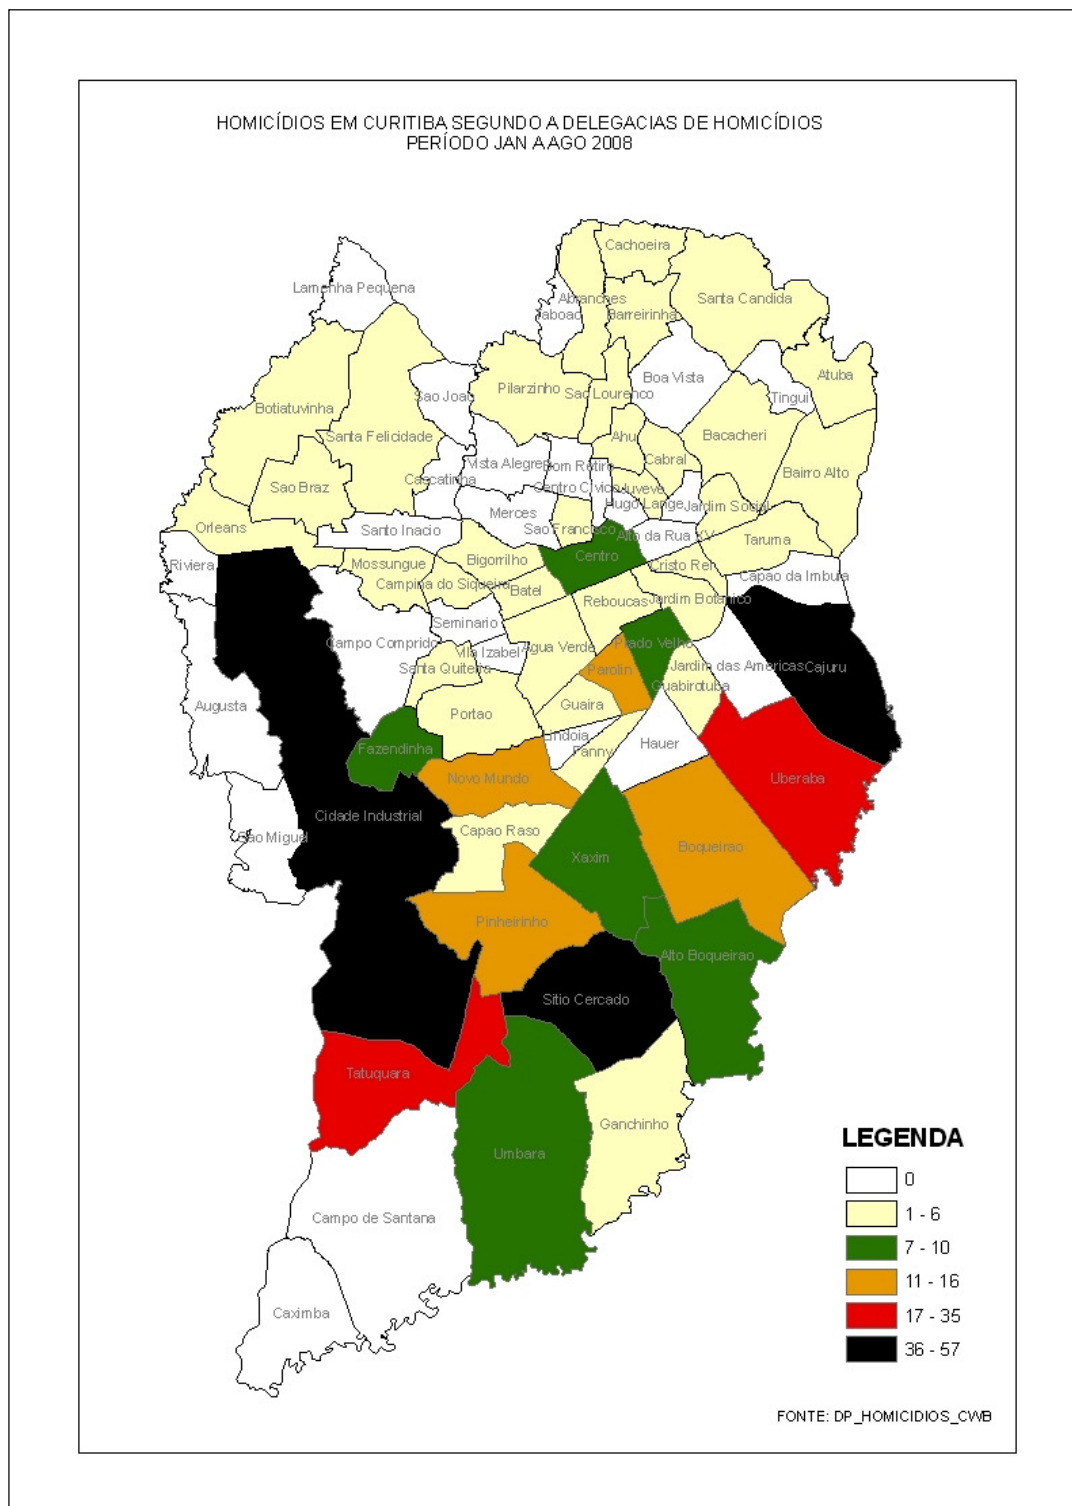 HOMICÍDIOS EM CURITIBA SEGUNDO A DELEGACIAS DE HOMICÍDIOS
PERÍODO JAN A AGO 2008
Cachoeira
Lamenha Pequena
Abranches
Santa Candida
Taboao
Barreirinha
Atuba
Boa Vista
Pilarzinho
Sao Lourenco
Sao Joao
Tingui
Botiatuvinha
Santa Felicidade
Ahu
Bacacheri
Cabral
Vista Alegre
Bom Retiro
Bairro Alto
Cascatinha
Sao Braz
Centro Civico
Juveve
Hugo Lange
Jardim Social
Merces
Orleans
Santo Inacio
Sao Francisco
Alto da Rua XV
Taruma
Centro
Bigorrilho
Mossungue
Riviera
Cristo Rei
Capao da Imbuia
Campina do Siqueira
Batel
Reboucas
Jardim Botanico
Seminario
Campo Comprido
Agua Verde
Prado Velho
Vila Izabel
Santa Quiteria
Parolin
Jardim das Americas
Cajuru
Guabirotuba
Augusta
Portao
Guaira
Lindoia
Fanny
Hauer
Fazendinha
Novo Mundo
Uberaba
Cidade Industrial
Capao Raso
Sao Miguel
Xaxim
Boqueirao
Pinheirinho
Alto Boqueirao
Sitio Cercado
Tatuquara
Ganchinho
Umbara
Campo de Santana
Caximba
LEGENDA
0
1 - 6
7 - 10
11 - 16
17 - 35
36 - 57
FONTE: DP_HOMICIDIOS_CWB